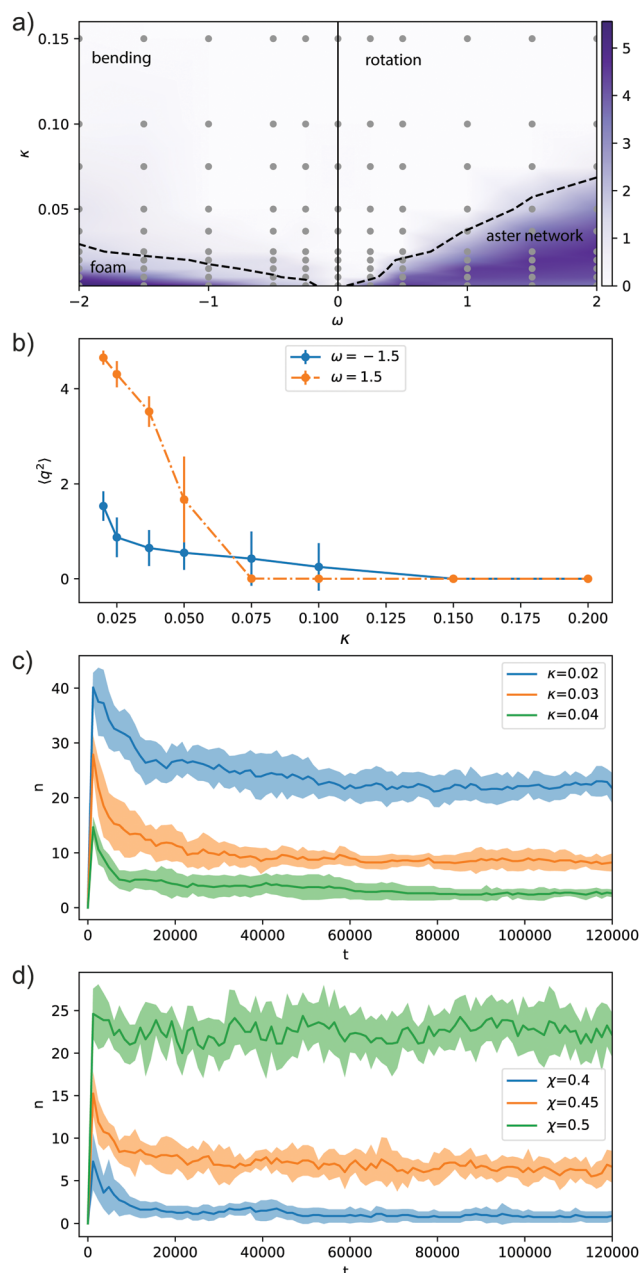 a)
0.15
0.10
0.05
κ
bending
rotation
foam
aster network
−2
−1
0
1
2
ω
5
4
3
2
1
0
b)
4
2
0
⟨q²⟩
ω = −1.5
ω = 1.5
0.025
0.050
0.075
0.100
0.125
0.150
0.175
0.200
κ
c)
40
30
20
10
0
n
κ=0.02
κ=0.03
κ=0.04
0
20000
40000
60000
80000
100000
120000
t
d)
25
20
15
10
5
0
n
χ=0.4
χ=0.45
χ=0.5
0
20000
40000
60000
80000
100000
120000
t